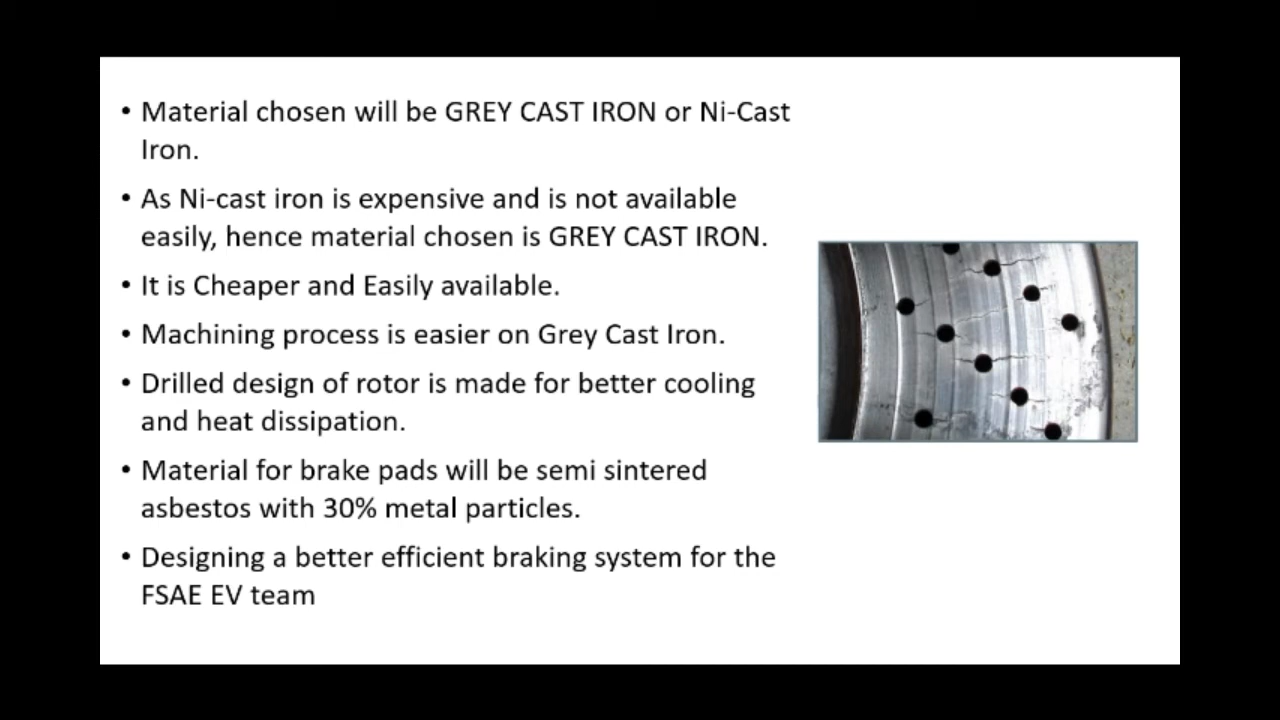 • Material chosen will be GREY CAST IRON or Ni-Cast
Iron.
• As Ni-cast iron is expensive and is not available
easily, hence material chosen is GREY CAST IRON.
• It is Cheaper and Easily available.
• Machining process is easier on Grey Cast Iron.
• Drilled design of rotor is made for better cooling
and heat dissipation.
• Material for brake pads will be semi sintered
asbestos with 30% metal particles.
• Designing a better efficient braking system for the
FSAE EV team